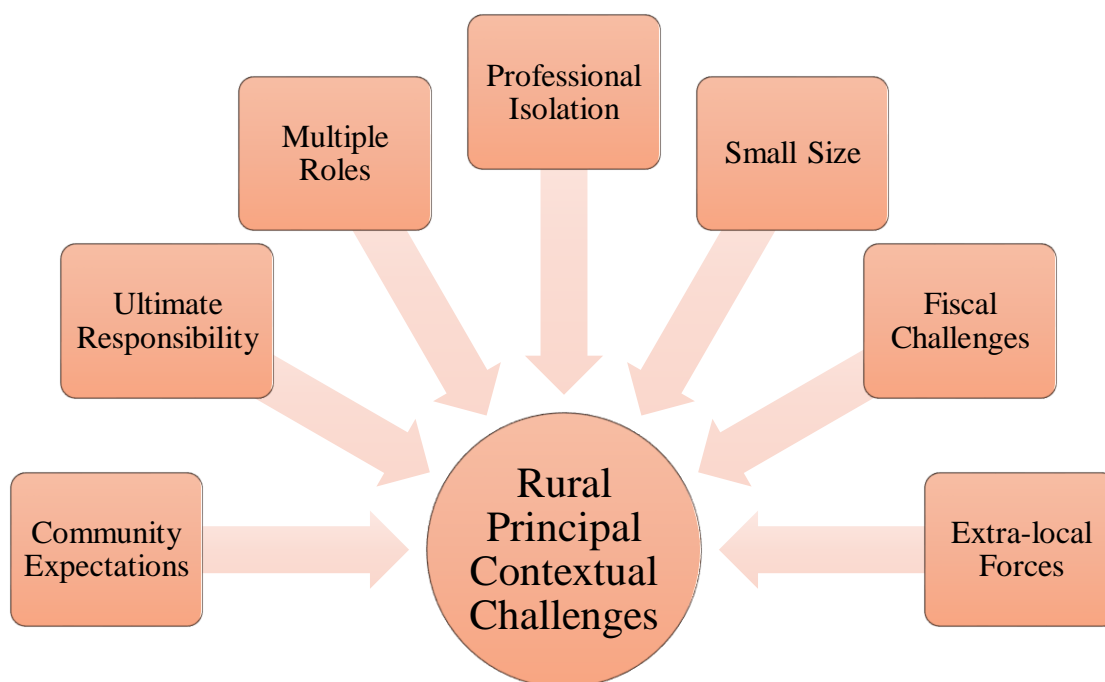 Professional
Isolation
Multiple
Roles
Small Size
Ultimate
Responsibility
Fiscal
Challenges
Community
Expectations
Rural
Principal
Contextual
Challenges
Extra-local
Forces